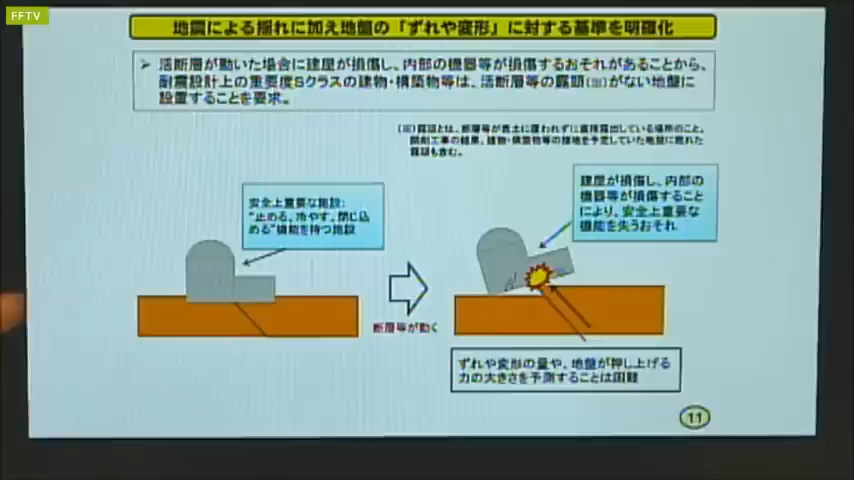 FFTV
地震による揺れに加え地盤の「ずれや変形」に対する基準を明確化
➢ 活断層が動いた場合に建屋が損傷し、内部の機器等が損傷するおそれがあることから、
耐震設計上の重要度Sクラスの建物・構築物等は、活断層等の露頭(※)がない地盤に
設置することを要求。
(※)露頭とは、断層等が表土に覆われずに直接露出している場所のこと。
開削工事の結果、建物・構築物等の接地を予定していた地盤に現れた
露頭も含む。
安全上重要な施設:
“止める、冷やす、閉じ込
める”機能を持つ施設
建屋が損傷し、内部の
機器等が損傷すること
により、安全上重要な
機能を失うおそれ
断層等が動く
ずれや変形の量や、地盤が押し上げる
力の大きさを予測することは困難
11